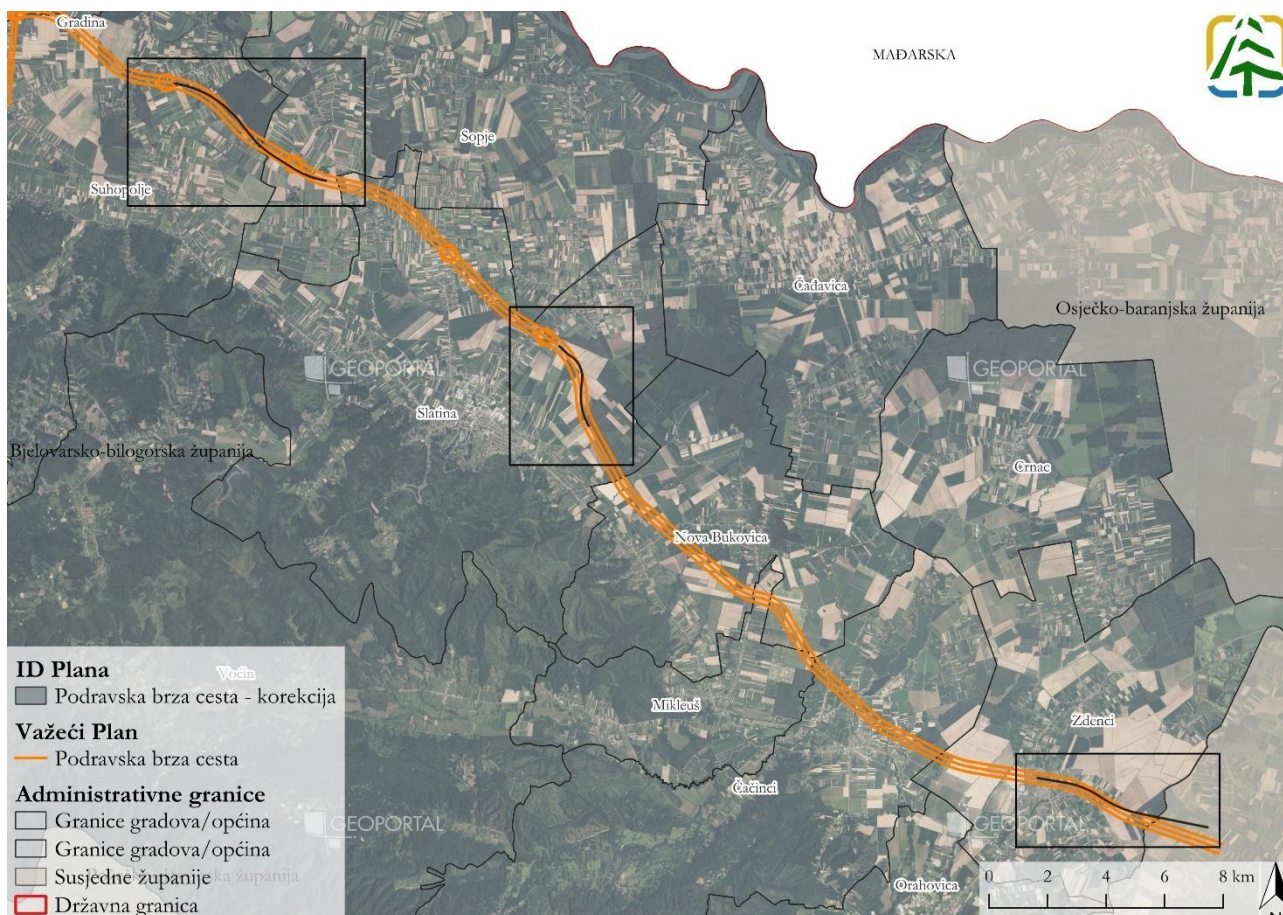 Gradina
MAĐARSKA
Sopje
Suhopolje
Čađavica
Osječko-baranjska županija
GEOPORTAL
GEOPORTAL
Slatina
Bjelovarsko-bilogorska županija
Crnac
Nova Bukovica
ID Plana
Voćin
Podravska brza cesta - korekcija
Mikleuš
Zdenci
Važeći Plan
Podravska brza cesta
Čačinci
Administrativne granice
Granice gradova/općina
GEOPORTAL
GEOPORTAL
Granice gradova/općina
Susjedne županije
županija
Orahovica
0 2 4 6 8 km
Državna granica